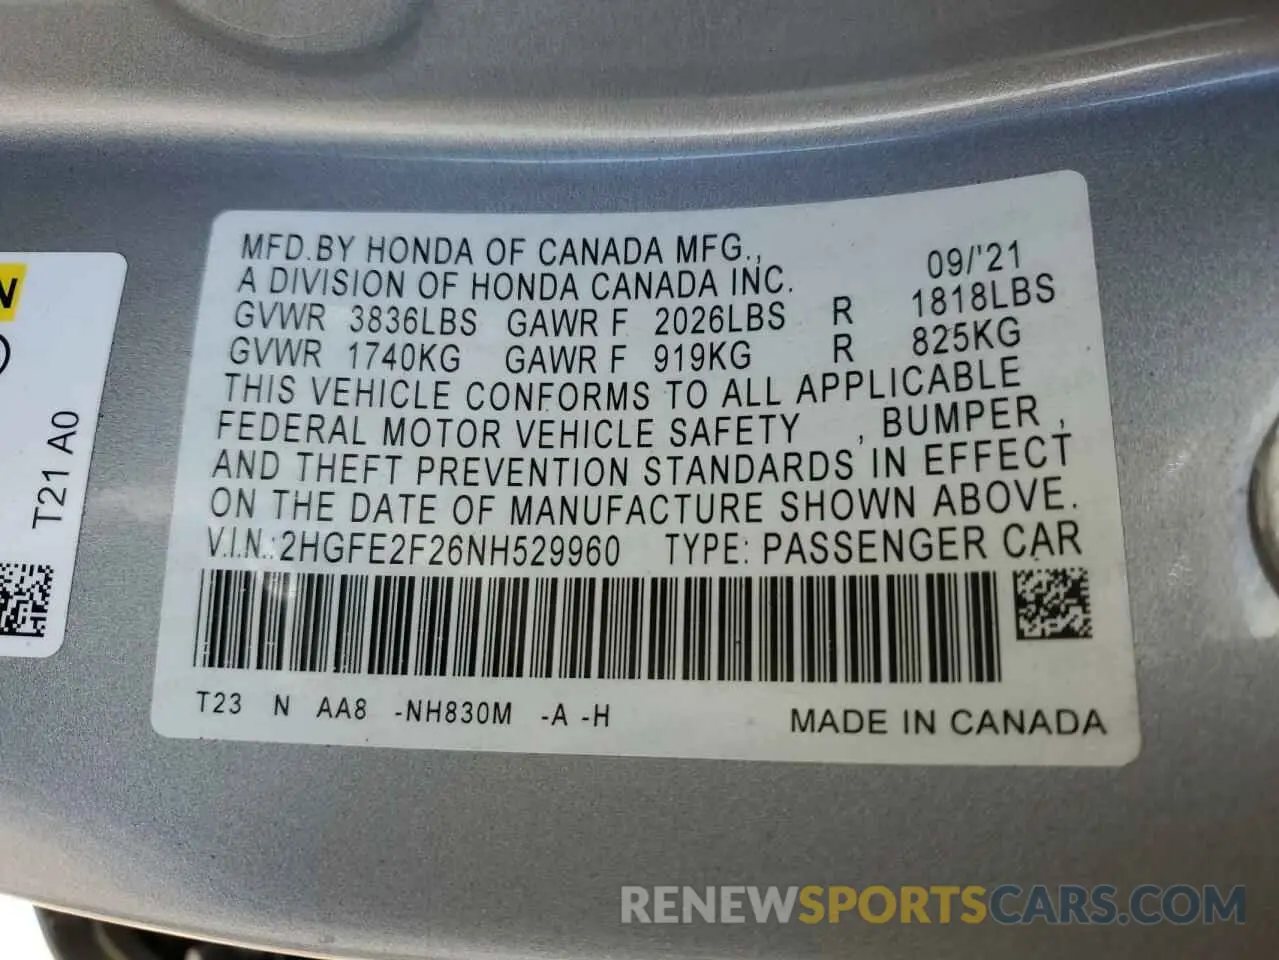 MFD.BY HONDA OF CANADA MFG., 09/'21
A DIVISION OF HONDA CANADA INC.
GVWR 3836LBS GAWR F 2026LBS R 1818LBS
GVWR 1740KG GAWR F 919KG R 825KG
THIS VEHICLE CONFORMS TO ALL APPLICABLE
FEDERAL MOTOR VEHICLE SAFETY , BUMPER ,
AND THEFT PREVENTION STANDARDS IN EFFECT
ON THE DATE OF MANUFACTURE SHOWN ABOVE.
V.I.N.: 2HGFE2F26NH529960 TYPE: PASSENGER CAR
T23 N AA8 -NH830M -A -H MADE IN CANADA
T21 A0
RENEWSPORTSCARS.COM